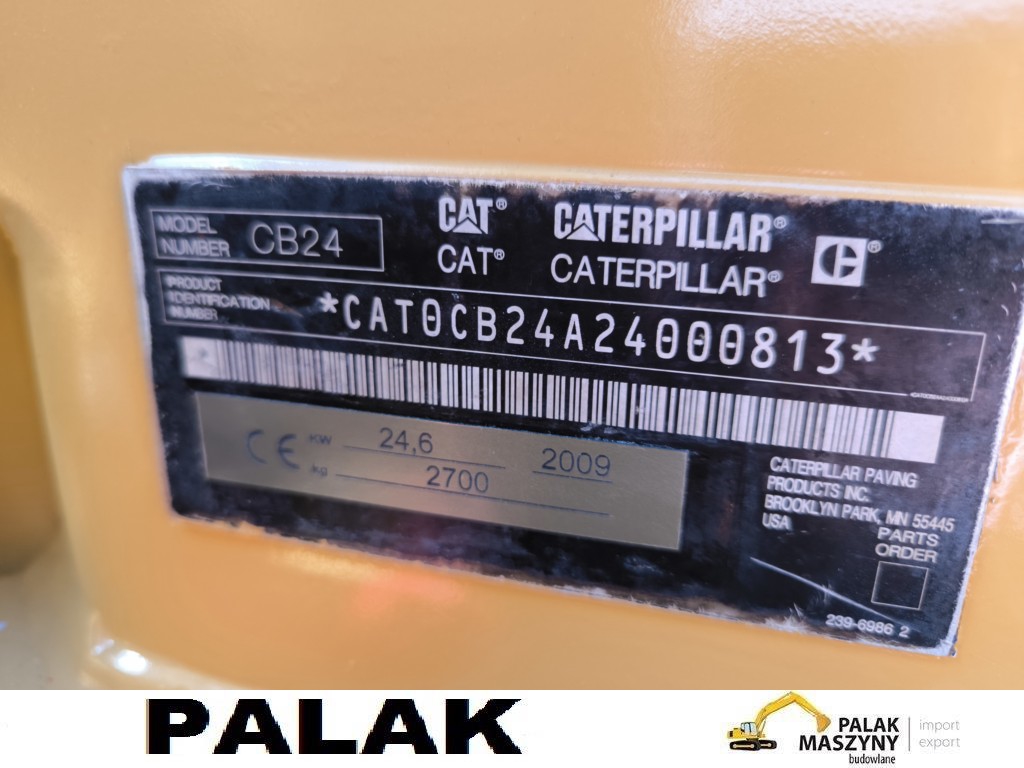 MODEL
NUMBER CB24
CAT® CATERPILLAR®
CAT® CATERPILLAR®
PRODUCT
IDENTIFICATION
NUMBER
*CAT0CB24A24000813*
CE KW 24,6 2009
kg 2700
CATERPILLAR PAVING
PRODUCTS INC.
BROOKLYN PARK, MN 55445
USA
PARTS
ORDER
239-6986 2
PALAK
PALAK
MASZYNY
budowlane
import
export